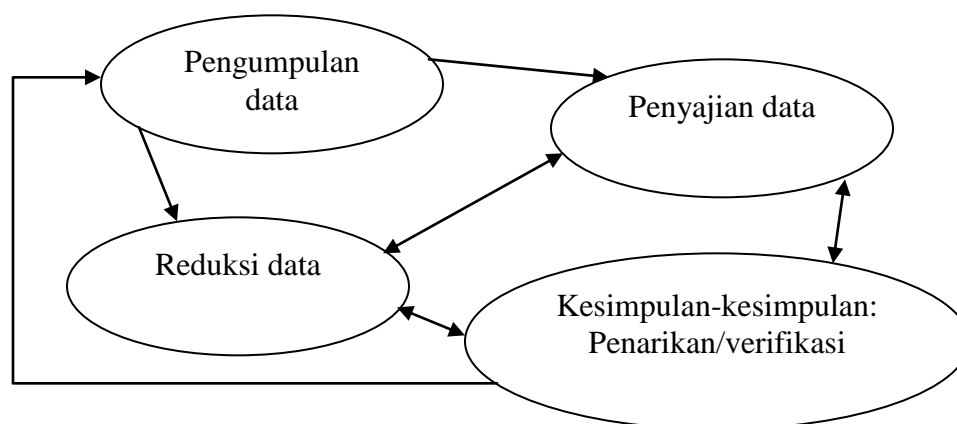 Pengumpulan
data
Penyajian data
Reduksi data
Kesimpulan-kesimpulan:
Penarikan/verifikasi